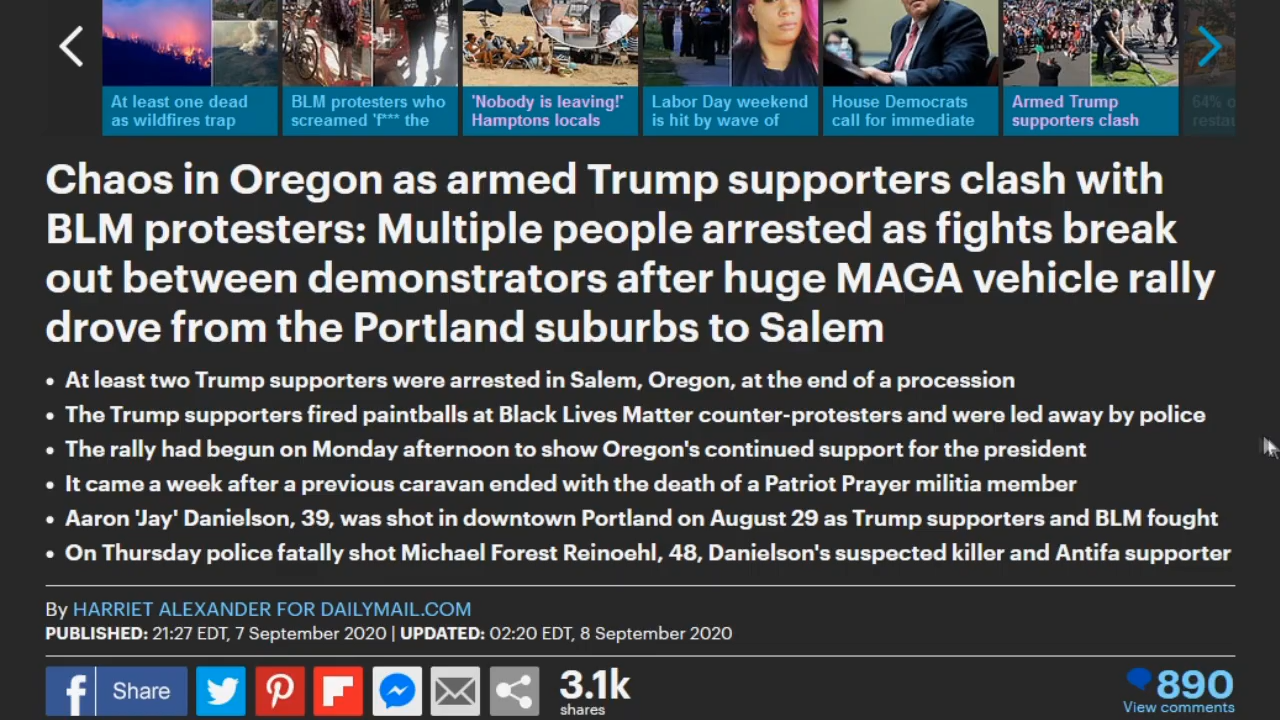 At least one dead
as wildfires trap
BLM protesters who
screamed 'f*** the
'Nobody is leaving!'
Hamptons locals
Labor Day weekend
is hit by wave of
House Democrats
call for immediate
Armed Trump
supporters clash
64%
Chaos in Oregon as armed Trump supporters clash with
BLM protesters: Multiple people arrested as fights break
out between demonstrators after huge MAGA vehicle rally
drove from the Portland suburbs to Salem
• At least two Trump supporters were arrested in Salem, Oregon, at the end of a procession
• The Trump supporters fired paintballs at Black Lives Matter counter-protesters and were led away by police
• The rally had begun on Monday afternoon to show Oregon's continued support for the president
• It came a week after a previous caravan ended with the death of a Patriot Prayer militia member
• Aaron 'Jay' Danielson, 39, was shot in downtown Portland on August 29 as Trump supporters and BLM fought
• On Thursday police fatally shot Michael Forest Reinoehl, 48, Danielson's suspected killer and Antifa supporter
By HARRIET ALEXANDER FOR DAILYMAIL.COM
PUBLISHED: 21:27 EDT, 7 September 2020 | UPDATED: 02:20 EDT, 8 September 2020
Share
3.1k
shares
890
View comments